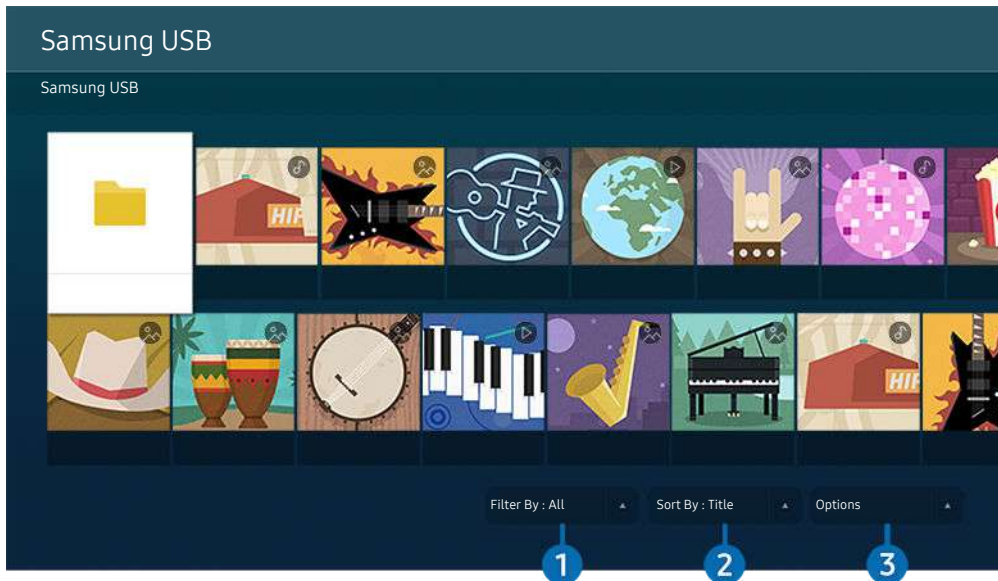 Samsung USB
Samsung USB
HIF
HIF
Filter By : All
Sort By : Title
Options
1
2
3